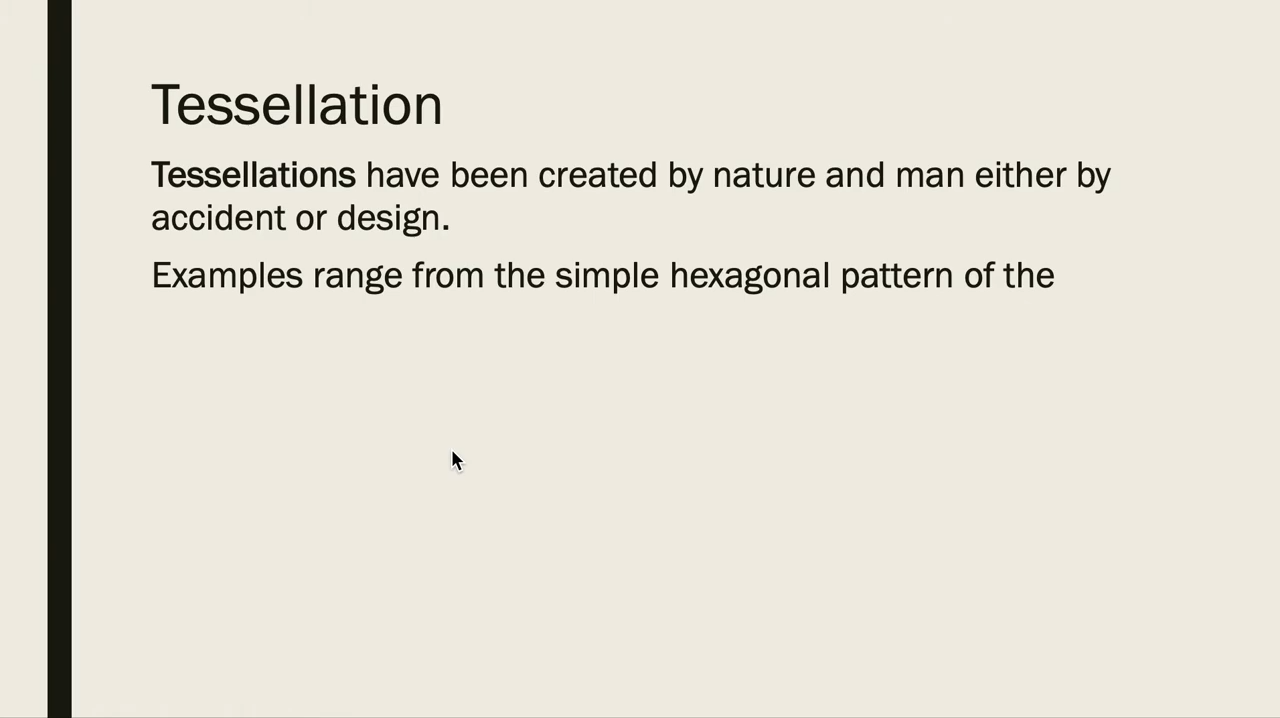 Tessellation
Tessellations have been created by nature and man either by
accident or design.
Examples range from the simple hexagonal pattern of the